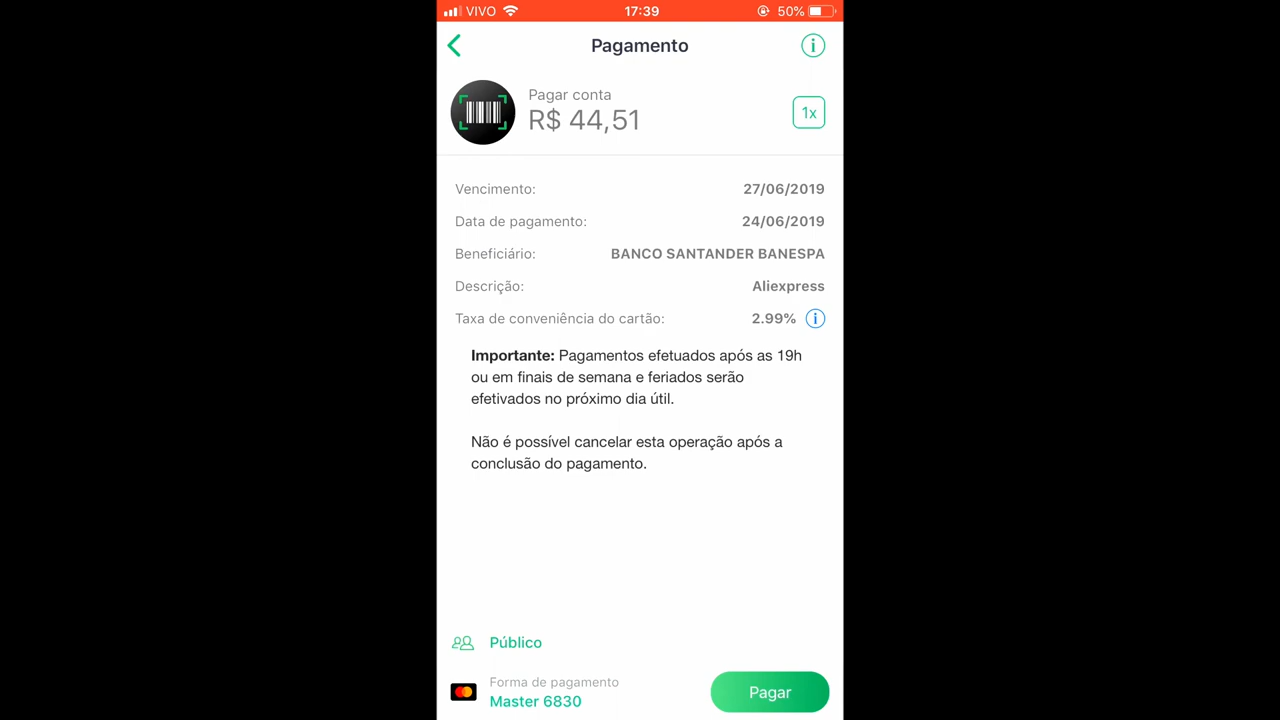 VIVO 17:39 50%
Pagamento
Pagar conta
R$ 44,51
1x
Vencimento: 27/06/2019
Data de pagamento: 24/06/2019
Beneficiário: BANCO SANTANDER BANESPA
Descrição: Aliexpress
Taxa de conveniência do cartão: 2.99% i
Importante: Pagamentos efetuados após as 19h
ou em finais de semana e feriados serão
efetivados no próximo dia útil.
Não é possível cancelar esta operação após a
conclusão do pagamento.
Público
Forma de pagamento
Master 6830
Pagar